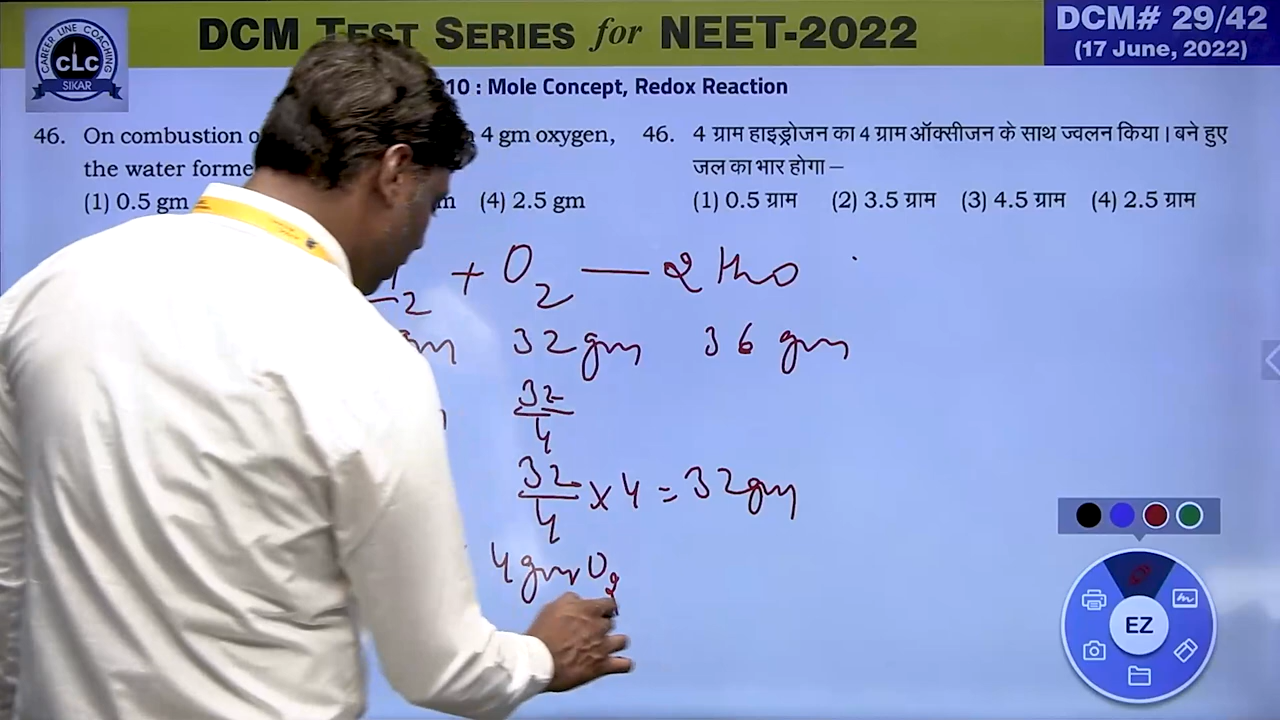 DCM TEST SERIES for NEET-2022
DCM# 29/42
(17 June, 2022)
CAREER LINE COACHING
CLC
SIKAR
10 : Mole Concept, Redox Reaction
46. On combustion 4 gm oxygen,
the water forme
(1) 0.5 gm (4) 2.5 gm
46. 4 ग्राम हाइड्रोजन का 4 ग्राम ऑक्सीजन के साथ ज्वलन किया। बने हुए
जल का भार होगा –
(1) 0.5 ग्राम (2) 3.5 ग्राम (3) 4.5 ग्राम (4) 2.5 ग्राम
2 + O2 — 2 H2O
gm 32 gm 36 gm
32/4
32/4 x 4 = 32 gm
4 gm O2
EZ